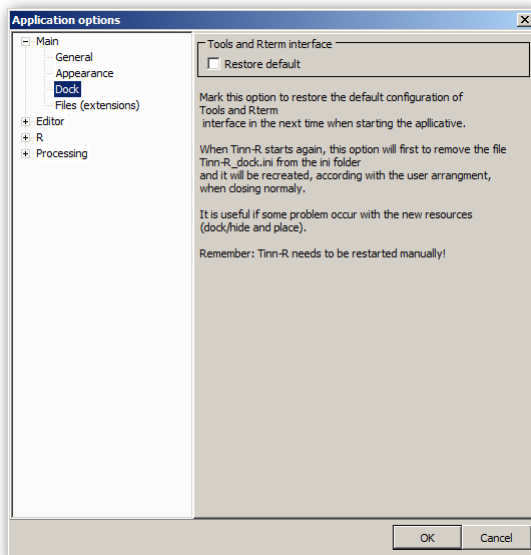 Application options
Main
General
Appearance
Dock
Files (extensions)
Editor
R
Processing
Tools and Rterm interface
Restore default
Mark this option to restore the default configuration of
Tools and Rterm
interface in the next time when starting the applicative.
When Tinn-R starts again, this option will first to remove the file
Tinn-R_dock.ini from the ini folder
and it will be recreated, according with the user arrangment,
when closing normaly.
It is useful if some problem occur with the new resources
(dock/hide and place).
Remember: Tinn-R needs to be restarted manually!
OK
Cancel